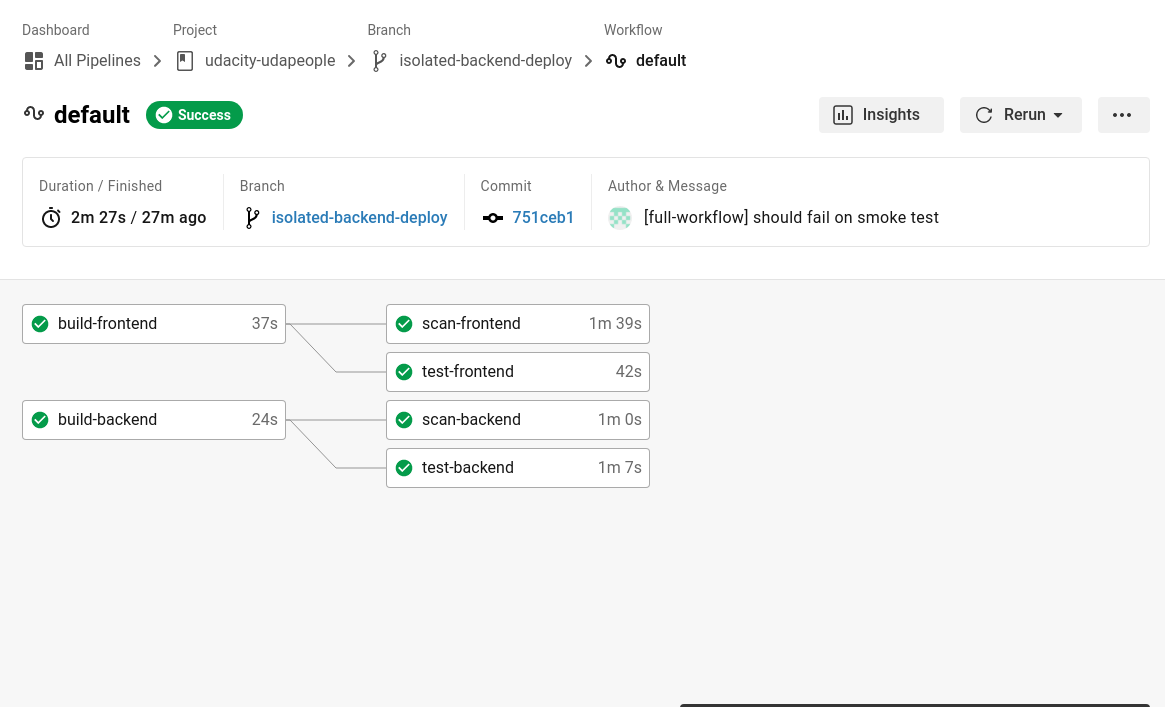 Dashboard Project Branch Workflow
All Pipelines udacity-udapeople isolated-backend-deploy default
default Success Insights Rerun
Duration / Finished Branch Commit Author & Message
2m 27s / 27m ago isolated-backend-deploy 751ceb1 [full-workflow] should fail on smoke test
build-frontend 37s scan-frontend 1m 39s
test-frontend 42s
build-backend 24s scan-backend 1m 0s
test-backend 1m 7s